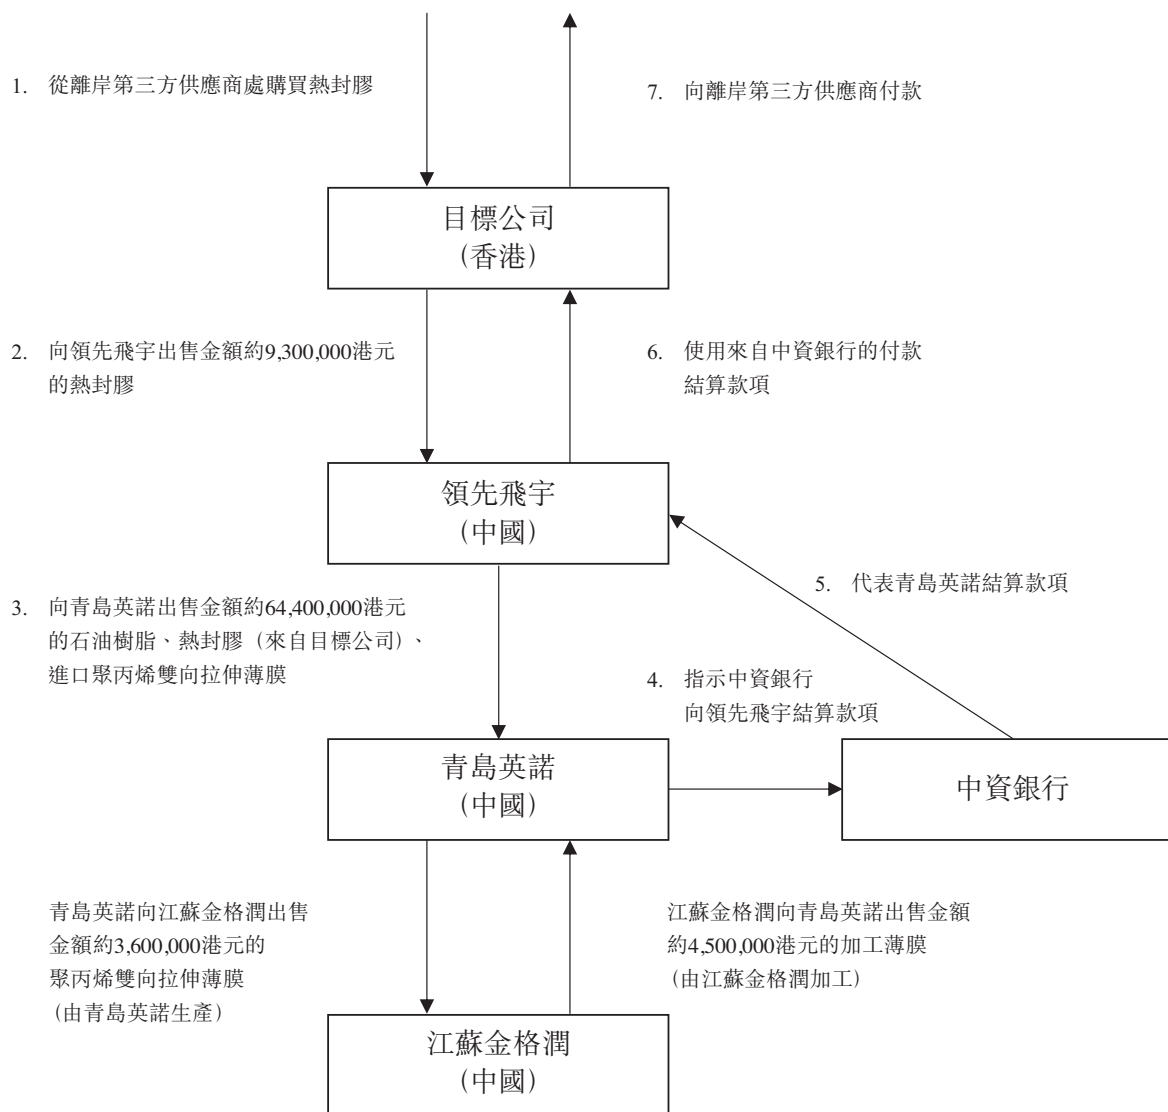 1. 從離岸第三方供應商處購買熱封膠
7. 向離岸第三方供應商付款
目標公司
（香港）
2. 向領先飛宇出售金額約9,300,000港元
的熱封膠
6. 使用來自中資銀行的付款
結算款項
領先飛宇
（中國）
5. 代表青島英諾結算款項
3. 向青島英諾出售金額約64,400,000港元
的石油樹脂、熱封膠（來自目標公司）、
進口聚丙烯雙向拉伸薄膜
4. 指示中資銀行
向領先飛宇結算款項
青島英諾
（中國）
中資銀行
青島英諾向江蘇金格潤出售
金額約3,600,000港元的
聚丙烯雙向拉伸薄膜
（由青島英諾生產）
江蘇金格潤向青島英諾出售金額
約4,500,000港元的加工薄膜
（由江蘇金格潤加工）
江蘇金格潤
（中國）